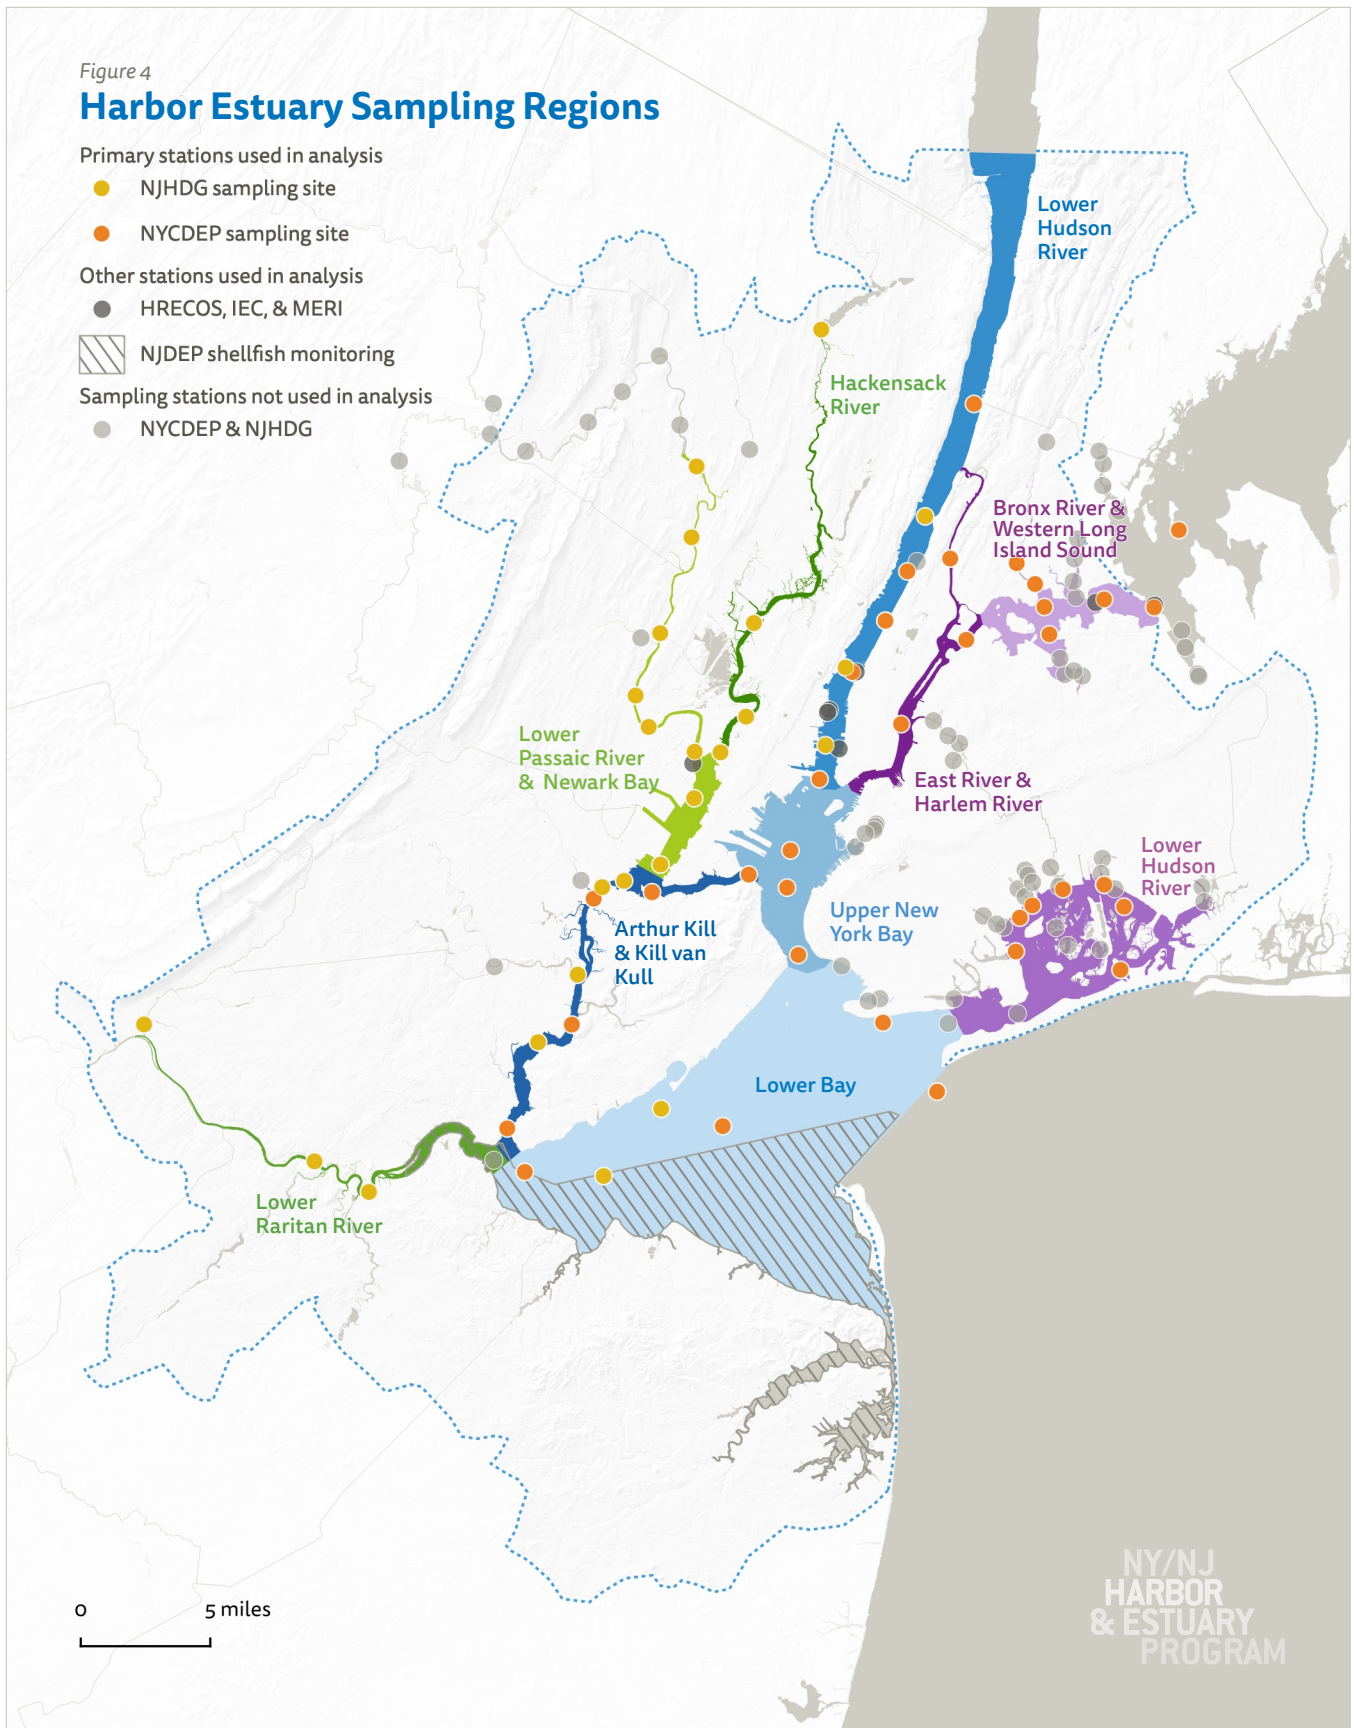 Figure 4
Harbor Estuary Sampling Regions
Primary stations used in analysis
NJHDG sampling site
NYCDEP sampling site
Other stations used in analysis
HRECOS, IEC, & MERI
NJDEP shellfish monitoring
Sampling stations not used in analysis
NYCDEP & NJHDG
Lower
Hudson
River
Hackensack
River
Bronx River &
Western Long
Island Sound
Lower
Passaic River
& Newark Bay
East River &
Harlem River
Lower
Hudson
River
Upper New
York Bay
Arthur Kill
& Kill van
Kull
Lower Bay
Lower
Raritan River
0 5 miles
NY/NJ
HARBOR
& ESTUARY
PROGRAM